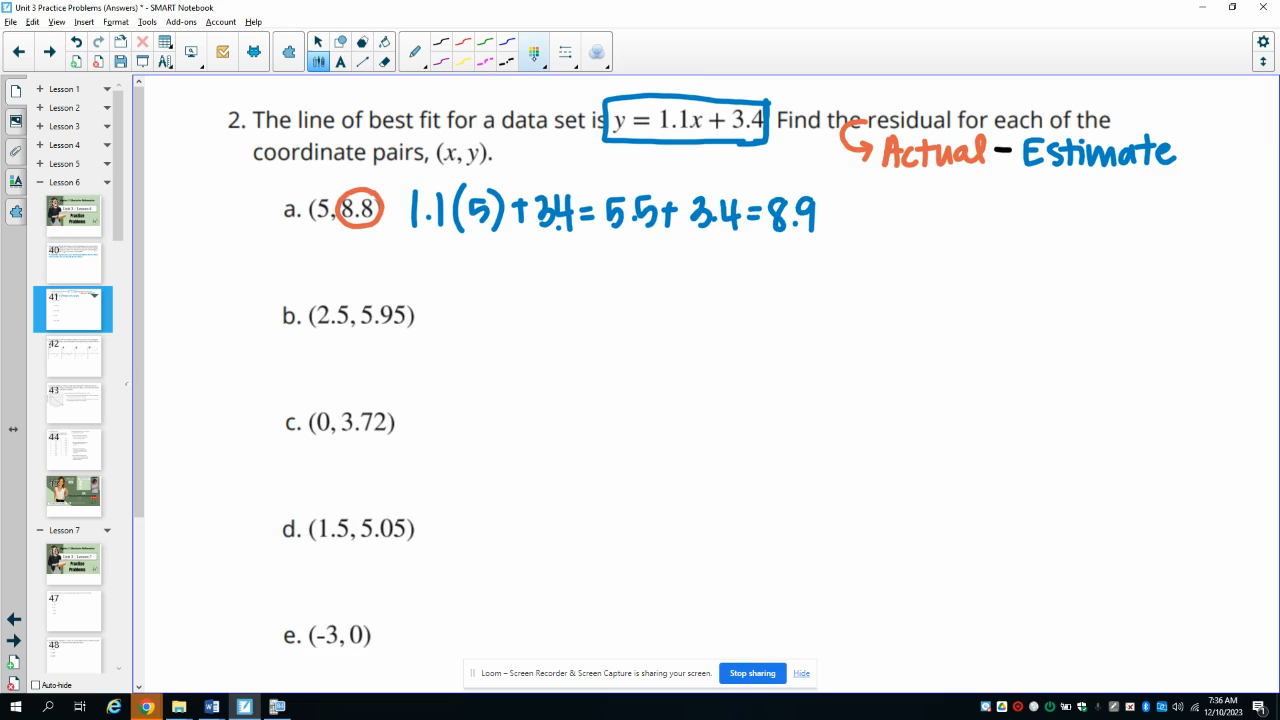 Unit 3 Practice Problems (Answers) * - SMART Notebook
File Edit View Insert Format Tools Add-ons Account Help
Lesson 1
Lesson 2
Lesson 3
Lesson 4
Lesson 5
Lesson 6
Practice
Problems
40
41
42
43
44
Lesson 7
Practice
Problems
47
48
Auto-hide
2. The line of best fit for a data set is y = 1.1x + 3.4. Find the residual for each of the
coordinate pairs, (x, y).
Actual - Estimate
a. (5, 8.8) 1.1(5) + 3.4 = 5.5 + 3.4 = 8.9
b. (2.5, 5.95)
c. (0, 3.72)
d. (1.5, 5.05)
e. (-3, 0)
Loom – Screen Recorder & Screen Capture is sharing your screen. Stop sharing Hide
7:36 AM
12/10/2023